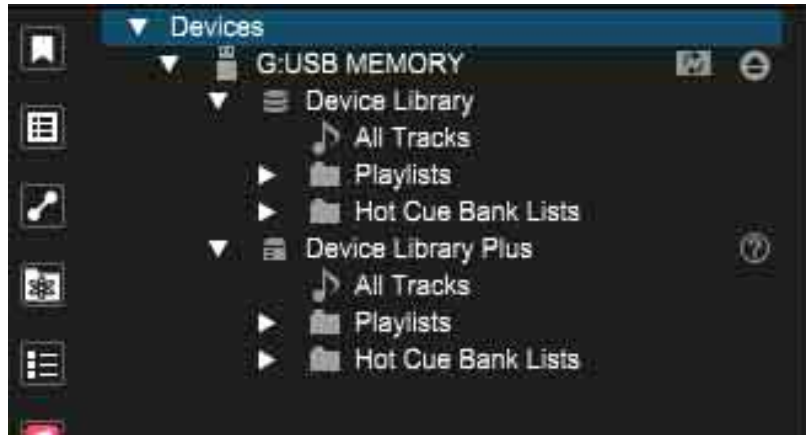 Devices
G:USB MEMORY
Device Library
All Tracks
Playlists
Hot Cue Bank Lists
Device Library Plus
?
All Tracks
Playlists
Hot Cue Bank Lists